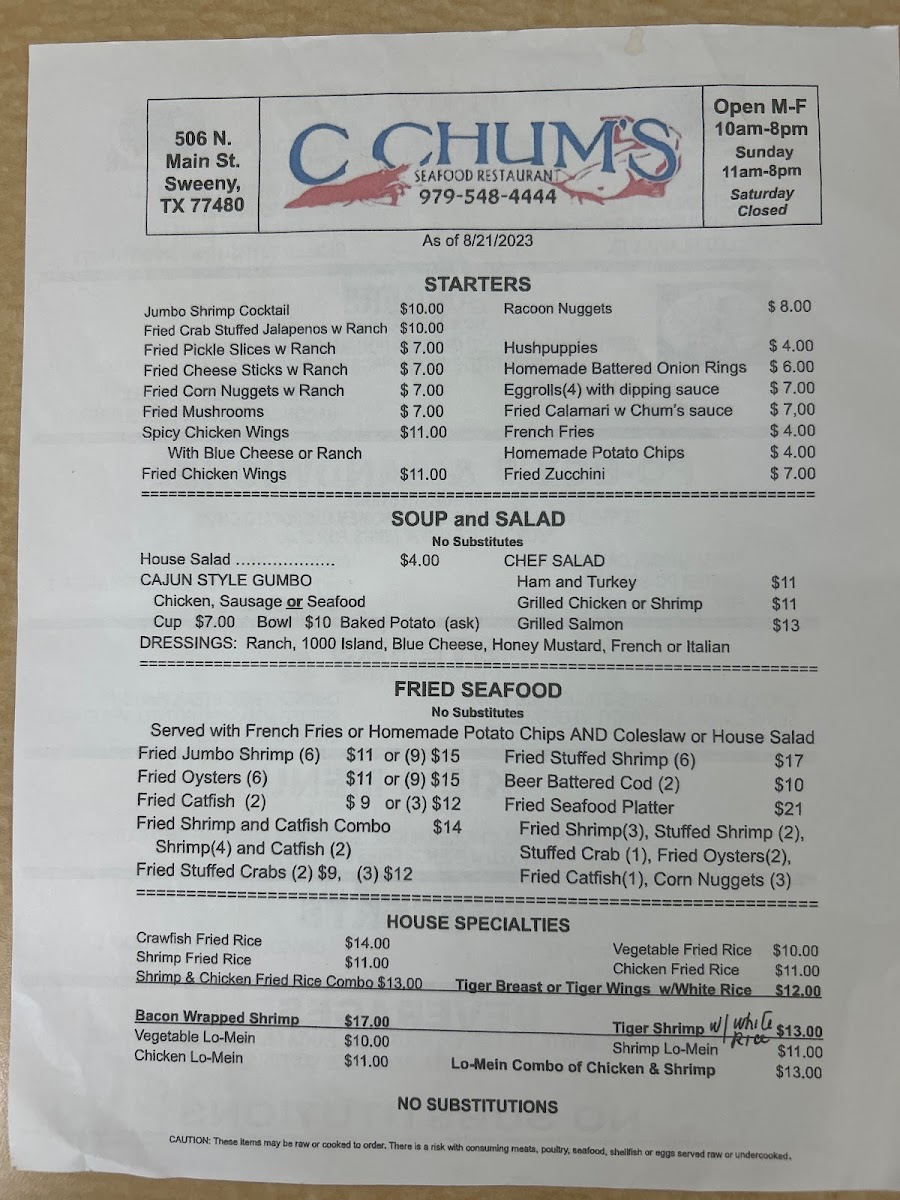 506 N.
Main St.
Sweeny,
TX 77480
C CHUM'S
SEAFOOD RESTAURANT
979-548-4444
Open M-F
10am-8pm
Sunday
11am-8pm
Saturday
Closed
As of 8/21/2023
STARTERS
Jumbo Shrimp Cocktail $10.00 Racoon Nuggets $ 8.00
Fried Crab Stuffed Jalapenos w Ranch $10.00
Fried Pickle Slices w Ranch $ 7.00 Hushpuppies $ 4.00
Fried Cheese Sticks w Ranch $ 7.00 Homemade Battered Onion Rings $ 6.00
Fried Corn Nuggets w Ranch $ 7.00 Eggrolls(4) with dipping sauce $ 7.00
Fried Mushrooms $ 7.00 Fried Calamari w Chum's sauce $ 7,00
Spicy Chicken Wings $11.00 French Fries $ 4.00
With Blue Cheese or Ranch Homemade Potato Chips $ 4.00
Fried Chicken Wings $11.00 Fried Zucchini $ 7.00
SOUP and SALAD
No Substitutes
House Salad ................... $4.00 CHEF SALAD
CAJUN STYLE GUMBO Ham and Turkey $11
Chicken, Sausage or Seafood Grilled Chicken or Shrimp $11
Cup $7.00 Bowl $10 Baked Potato (ask) Grilled Salmon $13
DRESSINGS: Ranch, 1000 Island, Blue Cheese, Honey Mustard, French or Italian
FRIED SEAFOOD
No Substitutes
Served with French Fries or Homemade Potato Chips AND Coleslaw or House Salad
Fried Jumbo Shrimp (6) $11 or (9) $15 Fried Stuffed Shrimp (6) $17
Fried Oysters (6) $11 or (9) $15 Beer Battered Cod (2) $10
Fried Catfish (2) $ 9 or (3) $12 Fried Seafood Platter $21
Fried Shrimp and Catfish Combo $14 Fried Shrimp(3), Stuffed Shrimp (2),
Shrimp(4) and Catfish (2) Stuffed Crab (1), Fried Oysters(2),
Fried Stuffed Crabs (2) $9, (3) $12 Fried Catfish(1), Corn Nuggets (3)
HOUSE SPECIALTIES
Crawfish Fried Rice $14.00 Vegetable Fried Rice $10.00
Shrimp Fried Rice $11.00 Chicken Fried Rice $11.00
Shrimp & Chicken Fried Rice Combo $13.00 Tiger Breast or Tiger Wings w/White Rice $12.00
Bacon Wrapped Shrimp $17.00 Tiger Shrimp w/ white Rice $13.00
Vegetable Lo-Mein $10.00 Shrimp Lo-Mein $11.00
Chicken Lo-Mein $11.00 Lo-Mein Combo of Chicken & Shrimp $13.00
NO SUBSTITUTIONS
CAUTION: These items may be raw or cooked to order. There is a risk with consuming meats, poultry, seafood, shellfish or eggs served raw or undercooked.